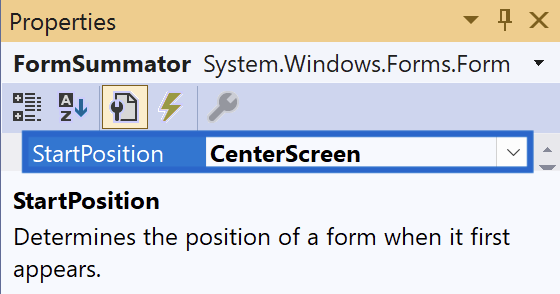 Properties
FormSummator System.Windows.Forms.Form
StartPosition CenterScreen
StartPosition
Determines the position of a form when it first
appears.